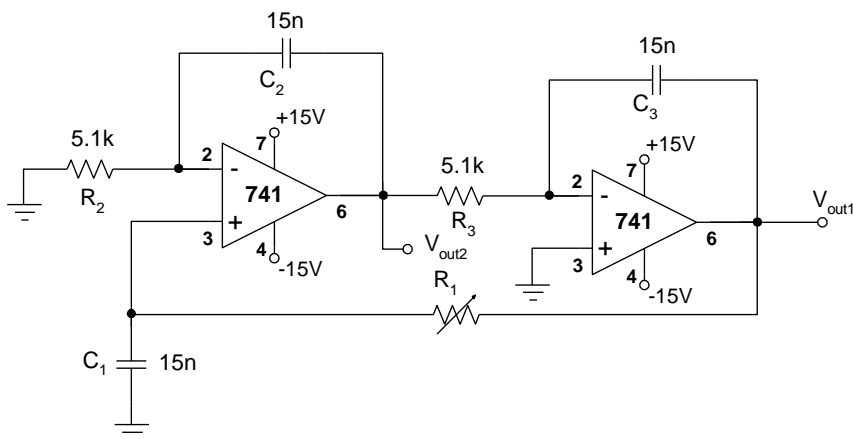 15n
C2
15n
C3
+15V
7
5.1k
R2
2
-
741
+
3
6
4
-15V
Vout2
+15V
7
5.1k
R3
2
-
741
+
3
6
4
-15V
Vout1
R1
C1
15n